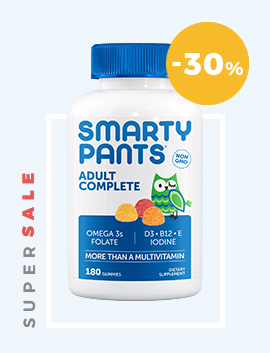 -30%
SUPER SALE
SMARTY
PANTS®
NON
GMO
ADULT
COMPLETE
OMEGA 3s
FOLATE
D3 • B12 • E
IODINE
MORE THAN A MULTIVITAMIN
180 GUMMIES
DIETARY
SUPPLEMENT